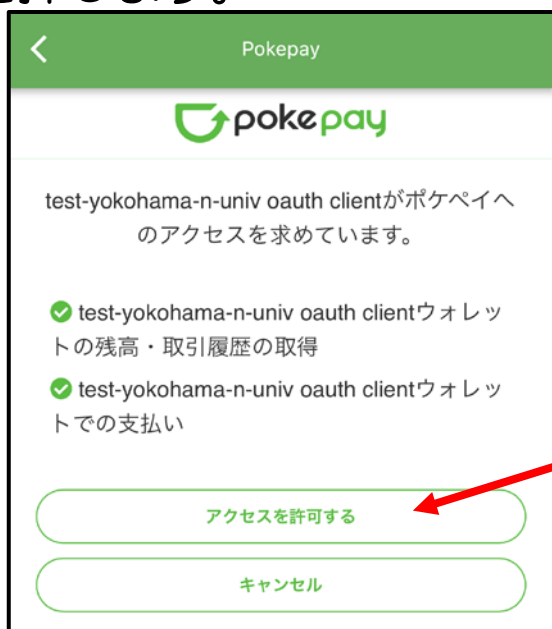 します。
Pokepay
pokepay
test-yokohama-n-univ oauth clientがポケペイへ
のアクセスを求めています。
test-yokohama-n-univ oauth clientウォレッ
トの残高・取引履歴の取得
test-yokohama-n-univ oauth clientウォレッ
トでの支払い
アクセスを許可する
キャンセル